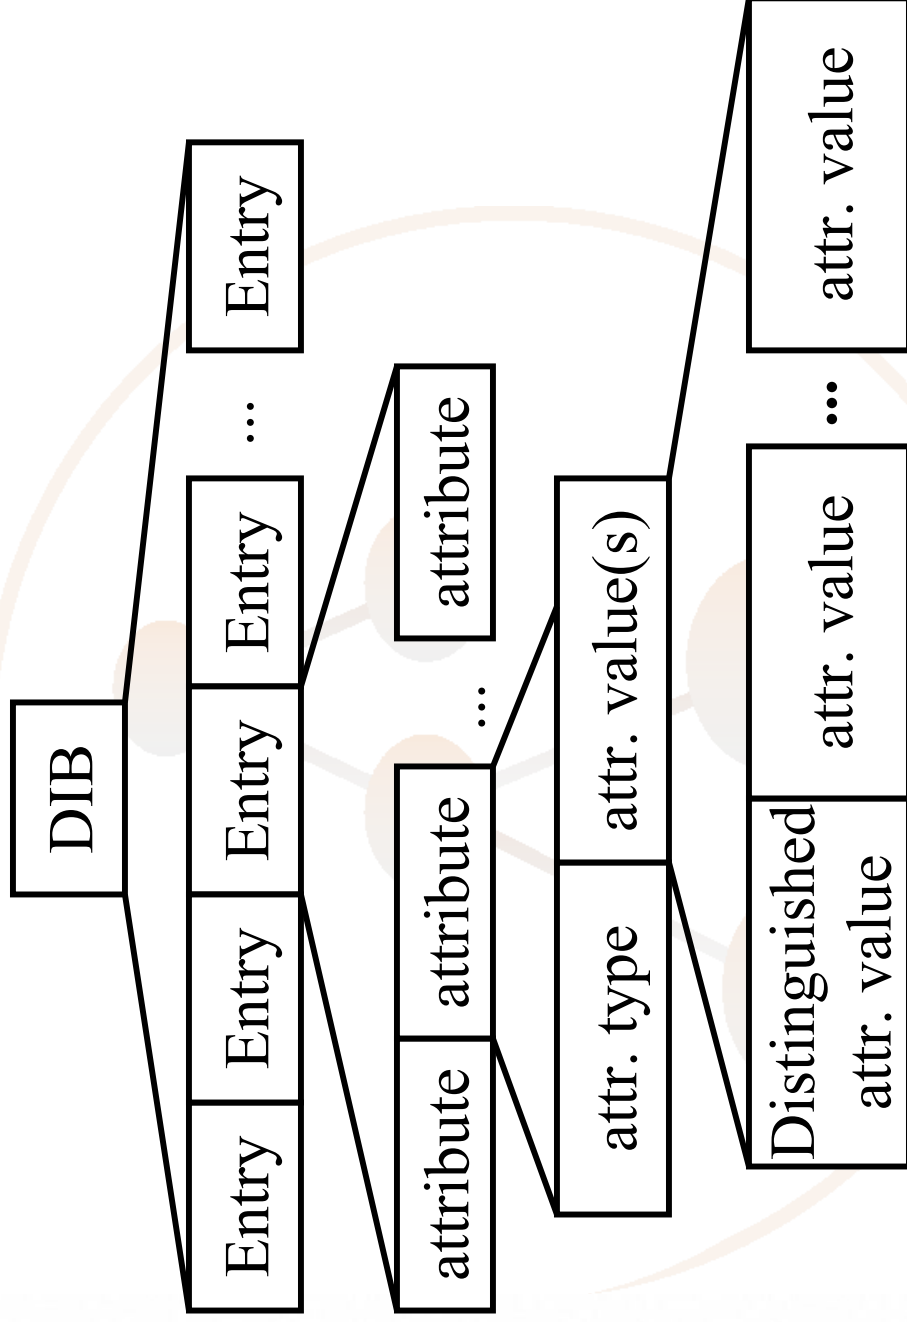 DIB
Entry
Entry
Entry
Entry
...
Entry
attribute
attribute
...
attribute
attr. type
attr. value(s)
Distinguished
attr. value
attr. value
...
attr. value